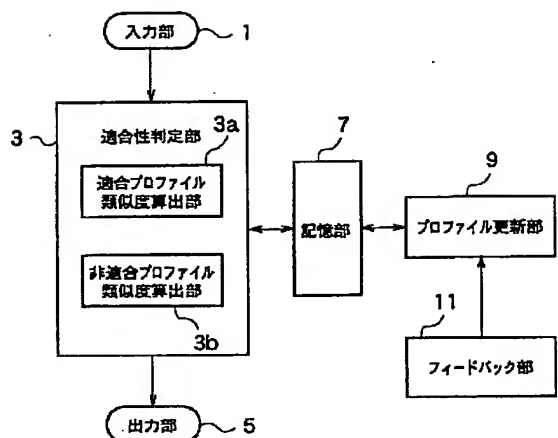 入力部
1
3
適合性判定部
3a
適合プロファイル
類似度算出部
非適合プロファイル
類似度算出部
3b
7
記憶部
9
プロファイル更新部
11
フィードバック部
出力部
5